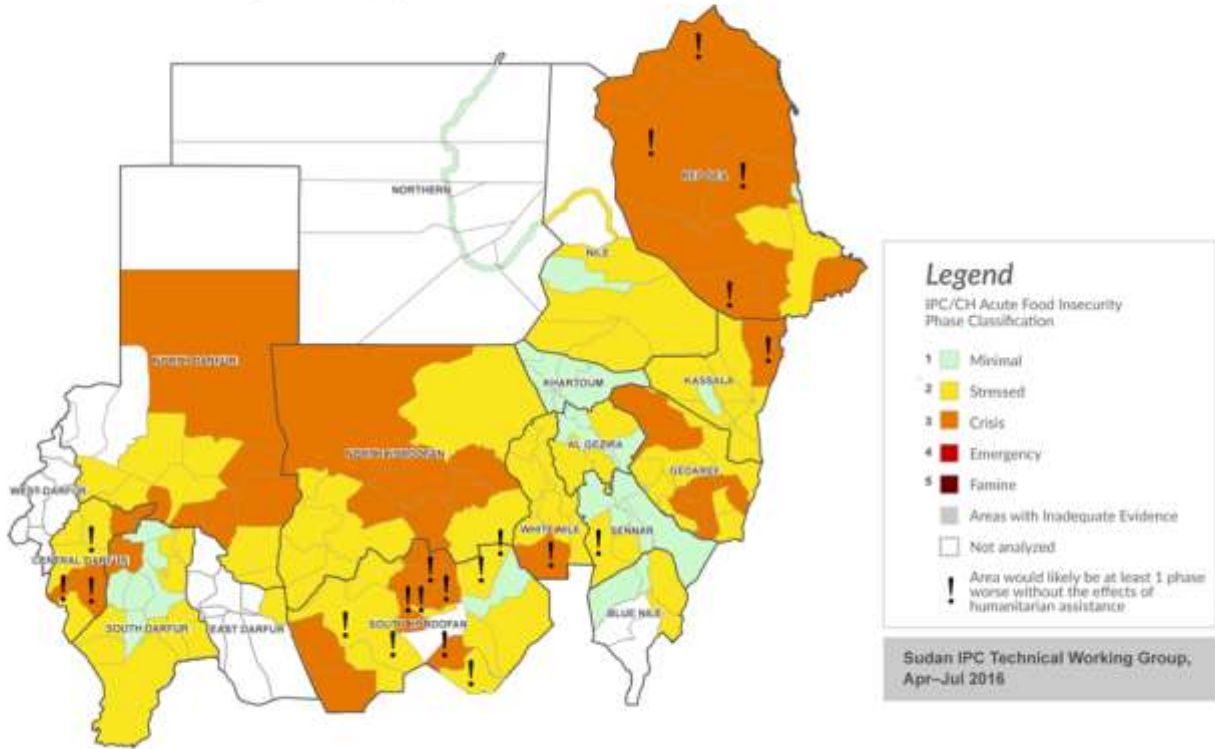 RED SEA
NORTHERN
NILE
NORTH DARFUR
KHARTOUM
KASSALA
NORTH KORDOFAN
AL GEZIRA
GEDAREF
WEST DARFUR
WHITE NILE
SENNAR
CENTRAL DARFUR
SOUTH DARFUR
EAST DARFUR
SOUTH KORDOFAN
BLUE NILE
Legend
IPC/CH Acute Food Insecurity
Phase Classification
1 Minimal
2 Stressed
3 Crisis
4 Emergency
5 Famine
Areas with Inadequate Evidence
Not analyzed
! Area would likely be at least 1 phase
worse without the effects of
humanitarian assistance
Sudan IPC Technical Working Group,
Apr–Jul 2016